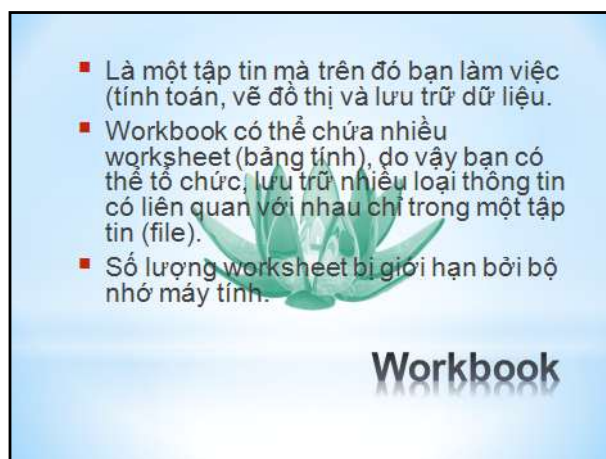 Là một tập tin mà trên đó bạn làm việc
(tính toán, vẽ đồ thị và lưu trữ dữ liệu.
Workbook có thể chứa nhiều
worksheet (bảng tính), do vậy bạn có
thể tổ chức, lưu trữ nhiều loại thông tin
có liên quan với nhau chỉ trong một tập
tin (file).
Số lượng worksheet bị giới hạn bởi bộ
nhớ máy tính.
Workbook